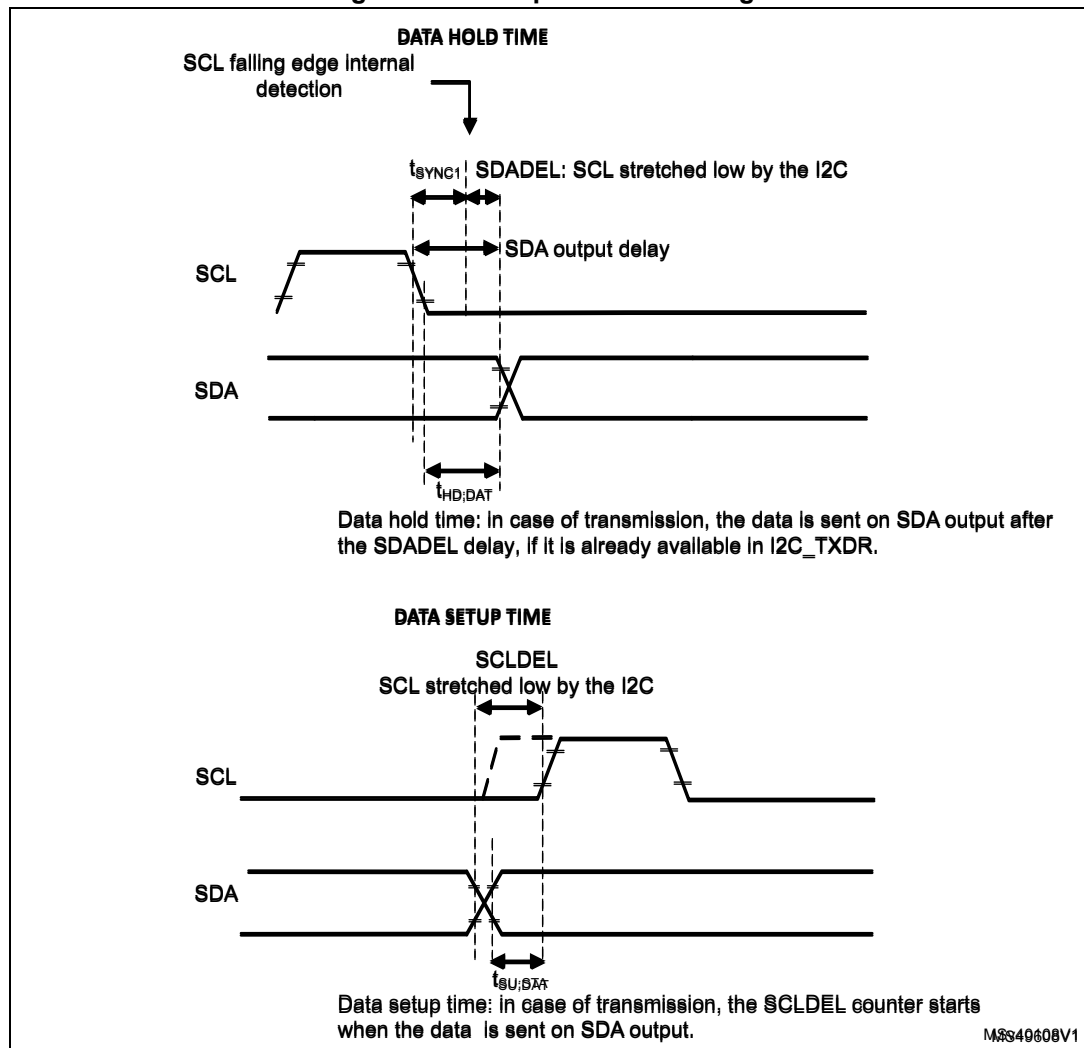 DATA HOLD TIME
SCL falling edge internal
detection
tSYNC1
SDADEL: SCL stretched low by the I2C
SDA output delay
SCL
SDA
tHD;DAT
Data hold time: in case of transmission, the data is sent on SDA output after
the SDADEL delay, if it is already available in I2C_TXDR.
DATA SETUP TIME
SCLDEL
SCL stretched low by the I2C
SCL
SDA
Data setup time: in case of transmission, the SCLDEL counter starts
when the data is sent on SDA output.